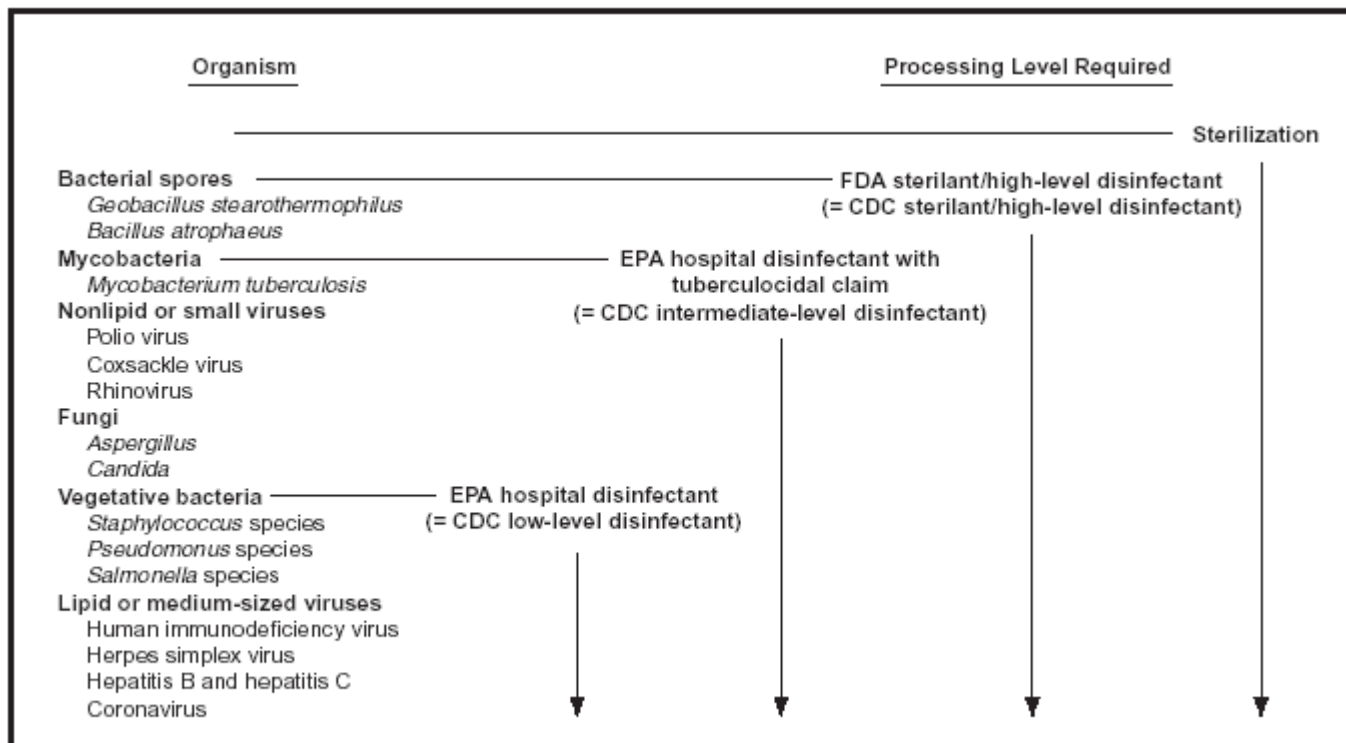 Organism
Processing Level Required
Sterilization
Bacterial spores
FDA sterilant/high-level disinfectant
(= CDC sterilant/high-level disinfectant)
Geobacillus stearothermophilus
Bacillus atrophaeus
Mycobacteria
EPA hospital disinfectant with
tuberculocidal claim
(= CDC intermediate-level disinfectant)
Mycobacterium tuberculosis
Nonlipid or small viruses
Polio virus
Coxsackle virus
Rhinovirus
Fungi
Aspergillus
Candida
Vegetative bacteria
EPA hospital disinfectant
(= CDC low-level disinfectant)
Staphylococcus species
Pseudomonus species
Salmonella species
Lipid or medium-sized viruses
Human immunodeficiency virus
Herpes simplex virus
Hepatitis B and hepatitis C
Coronavirus